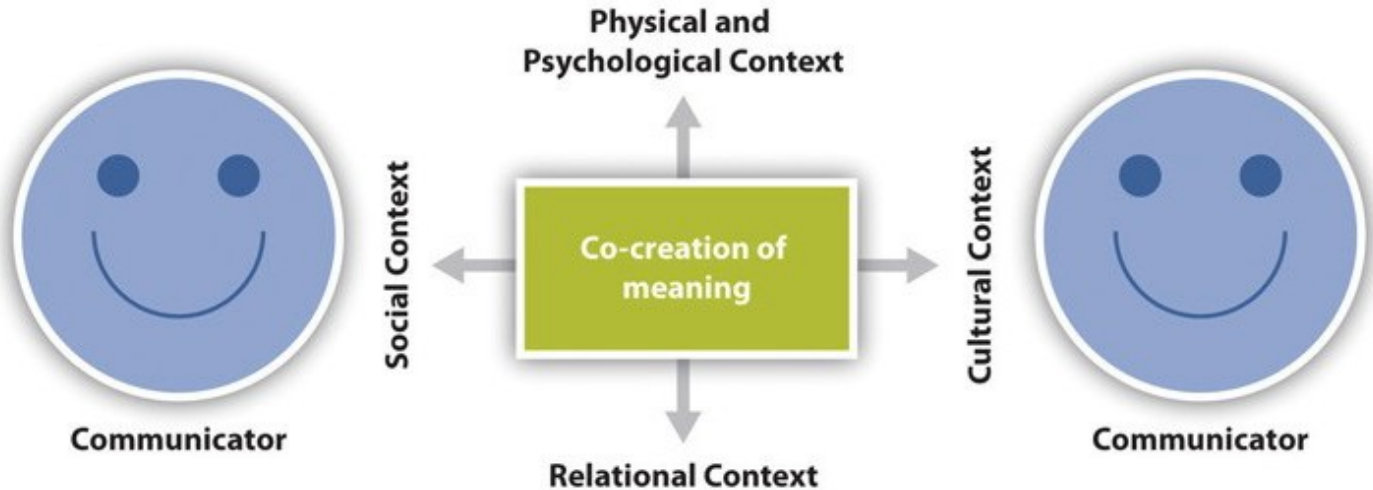 Physical and
Psychological Context
Social Context
Co-creation of
meaning
Cultural Context
Communicator
Relational Context
Communicator